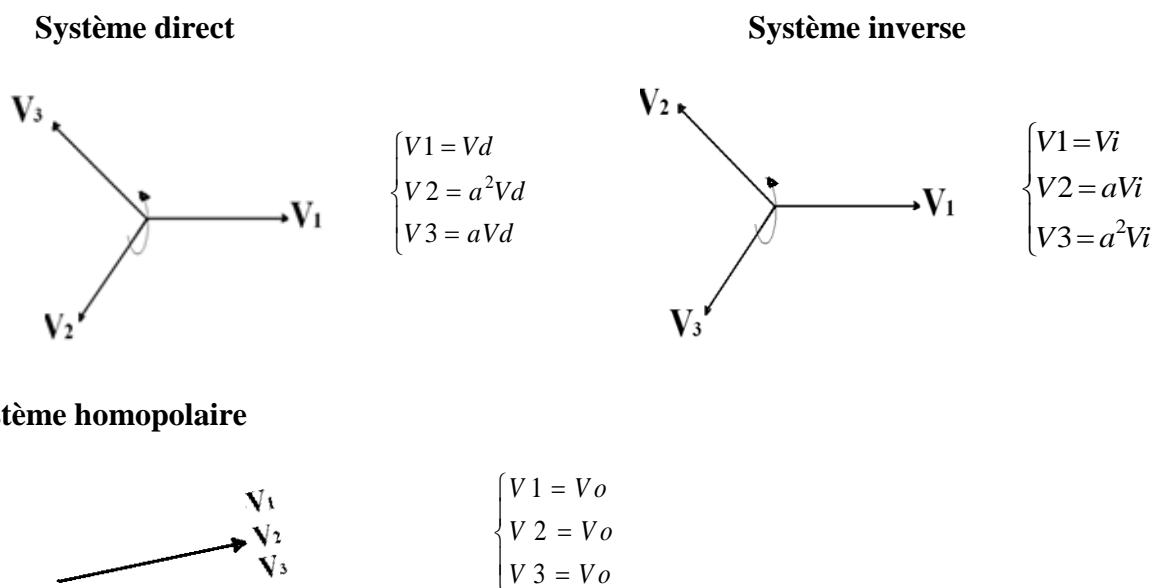 Système direct
Système inverse
V₃
V₁
V₂
V1 = Vd
V2 = a²Vd
V3 = aVd
V₂
V₁
V₃
V1 = Vi
V2 = aVi
V3 = a²Vi
stème homopolaire
V₁
V₂
V₃
V1 = Vo
V2 = Vo
V3 = Vo